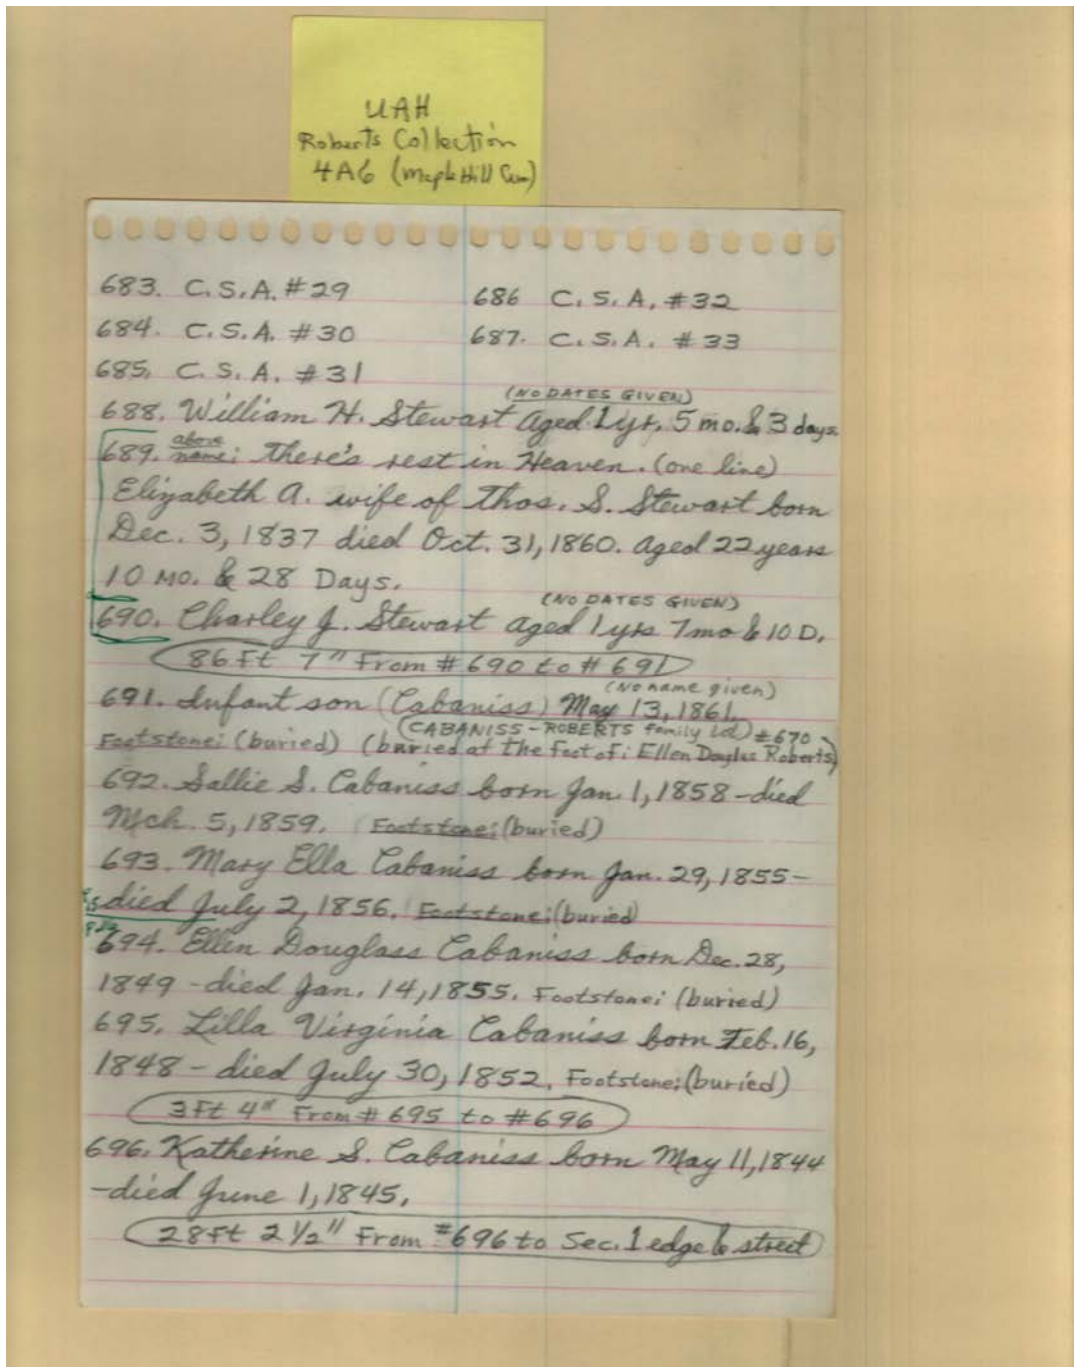 UAH
Roberts Collection
4A6 (Maple Hill Cem)
683. C.S.A. #29
686 C. S. A. #32
684. C.S.A. #30
687. C.S.A. #33
685. C.S.A. #31
(NO DATES GIVEN)
688. William H. Stewart Aged 1 yr. 5 mo. & 3 days.
689. above name: There's rest in Heaven. (one line)
Elizabeth A. wife of Thos. S. Stewart born
Dec. 3, 1837 died Oct. 31, 1860. Aged 22 years
10 MO. & 28 Days.
(NO DATES GIVEN)
690. Charley J. Stewart Aged 1 yrs 7 mo & 10 D.
86 Ft 7" From #690 to #691
(No name given)
691. Infant son (Cabaniss) May 13, 1861.
(CABANISS-ROBERTS family Lot) #670
Footstone: (buried) (buried at the foot of: Ellen Douglas Roberts)
692. Sallie S. Cabaniss born Jan. 1, 1858 - died
Mch. 5, 1859. Footstone: (buried)
693. Mary Ella Cabaniss born Jan. 29, 1855 -
died July 2, 1856. Footstone: (buried
694. Ellen Douglass Cabaniss born Dec. 28,
1849 - died Jan. 14, 1855. Footstone: (buried)
695. Lilla Virginia Cabaniss born Feb. 16,
1848 - died July 30, 1852. Footstone: (buried)
3 Ft 4" From #695 to #696
696. Katherine S. Cabaniss born May 11, 1844
- died June 1, 1845.
28 Ft 2 1/2" From #696 to Sec. 1 edge & street